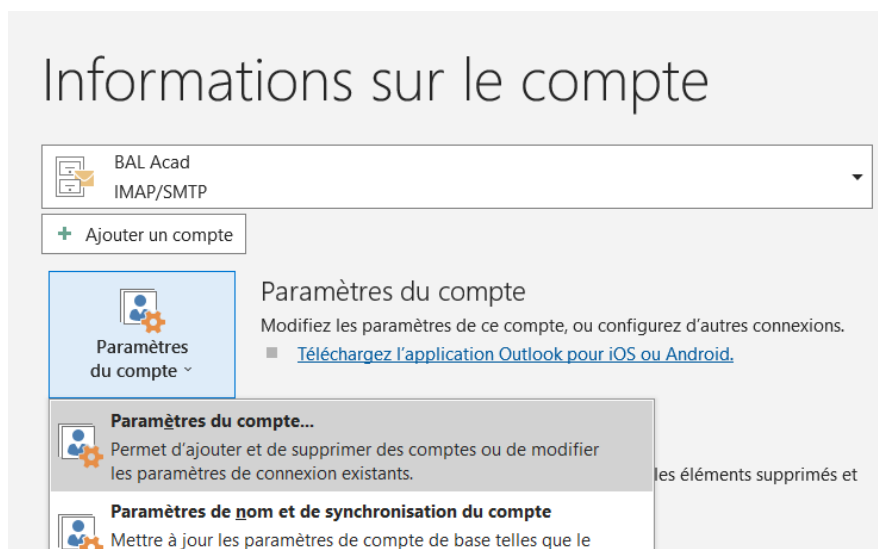 Informations sur le compte
BAL Acad
IMAP/SMTP
Ajouter un compte
Paramètres du compte
Modifiez les paramètres de ce compte, ou configurez d'autres connexions.
Téléchargez l'application Outlook pour iOS ou Android.
Paramètres
du compte
Paramètres du compte...
Permet d'ajouter et de supprimer des comptes ou de modifier
les paramètres de connexion existants.
les éléments supprimés et
Paramètres de nom et de synchronisation du compte
Mettre à jour les paramètres de compte de base telles que le